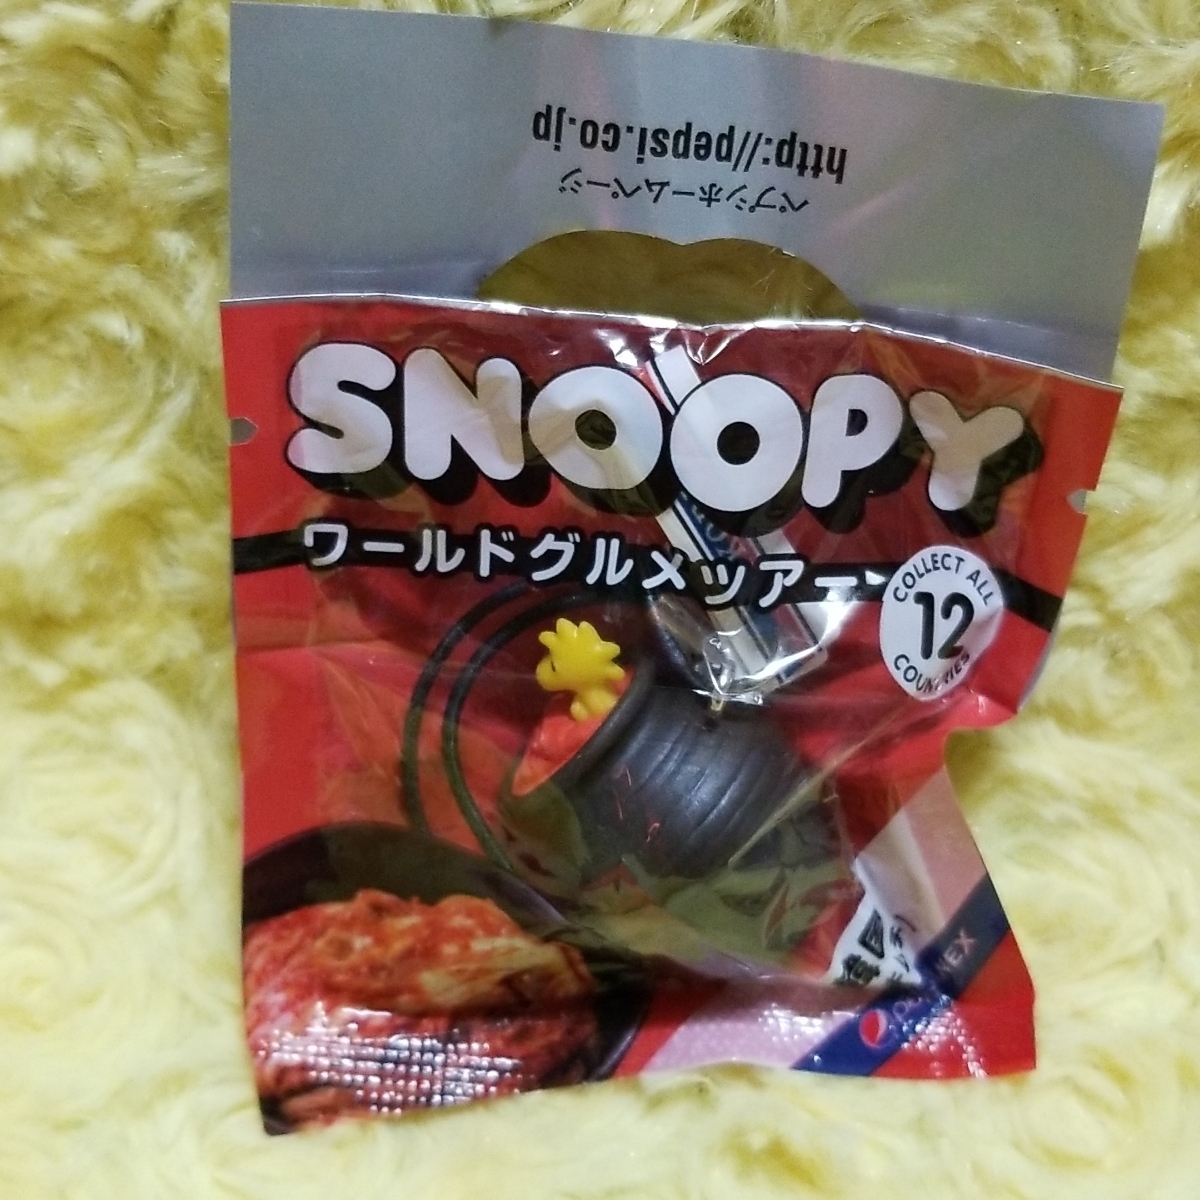 http://pepsi.co.jp
ペプシホームページ
SNOOPY
ワールドグルメツアー
COLLECT ALL
12
COUNTRIES
NEX